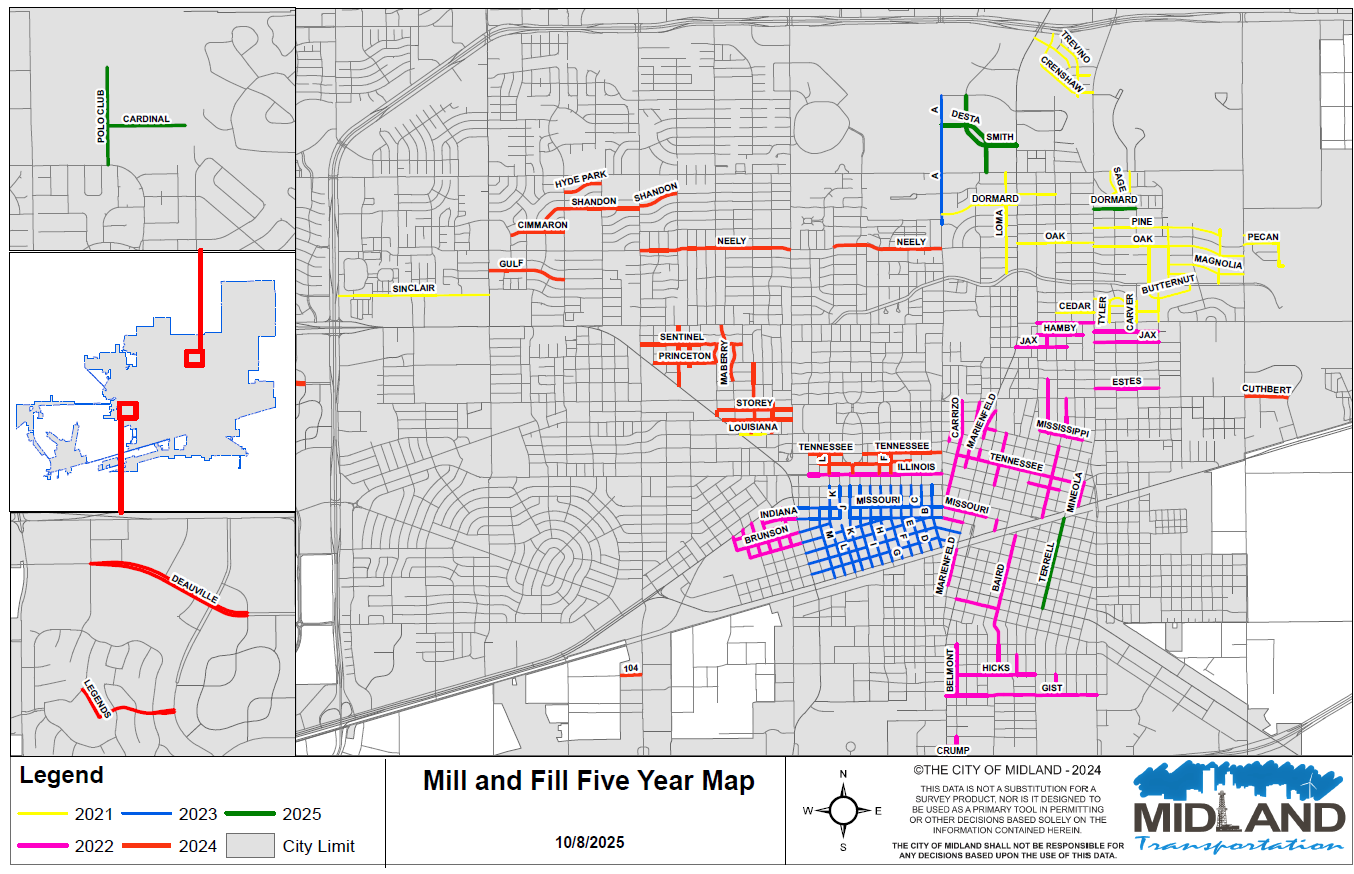 POLO CLUB
CARDINAL
DEAUVILLE
LEGENDS
TREVINO
CRENSHAW
A
DESTA
SMITH
A
HYDE PARK
SHANDON
SHANDON
CIMMARON
NEELY
NEELY
GULF
SINCLAIR
DORMARD
LOMA
SAGE
DORMARD
PINE
OAK
OAK
PECAN
MAGNOLIA
BUTTERNUT
CEDAR
TYLER
CARVER
HAMBY
JAX
JAX
SENTINEL
PRINCETON
MABERRY
ESTES
CUTHBERT
STOREY
LOUISIANA
CARRIZO
MARIENFELD
MISSISSIPPI
TENNESSEE
TENNESSEE
L
F
ILLINOIS
TENNESSEE
MINEOLA
K
MISSOURI
C
MISSOURI
INDIANA
J
B
BRUNSON
M
L
K
H
I
E
F
G
D
MARIENFELD
BAIRD
TERRELL
104
BELMONT
HICKS
GIST
CRUMP
Legend
2021
2023
2025
2022
2024
City Limit
Mill and Fill Five Year Map
10/8/2025
N
W
E
S
©THE CITY OF MIDLAND - 2024
THIS DATA IS NOT A SUBSTITUTION FOR A
SURVEY PRODUCT, NOR IS IT DESIGNED TO
BE USED AS A PRIMARY TOOL IN PERMITTING
OR OTHER DECISIONS BASED SOLELY ON THE
INFORMATION CONTAINED HEREIN.
THE CITY OF MIDLAND SHALL NOT BE RESPONSIBLE FOR
ANY DECISIONS BASED UPON THE USE OF THIS DATA.
MIDLAND
Transportation